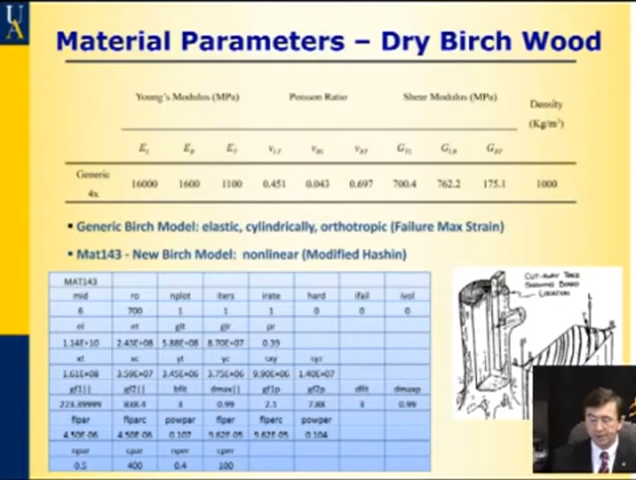 UA
Material Parameters – Dry Birch Wood
Young's Modulus (MPa) Poisson Ratio Shear Modulus (MPa) Density (Kg/m³)
Generic 4x 16000 1600 1100 0.451 0.043 0.697 700.4 762.2 175.1 1000
▪ Generic Birch Model: elastic, cylindrically, orthotropic (Failure Max Strain)
▪ Mat143 - New Birch Model: nonlinear (Modified Hashin)
MAT143
mid ro nplot iters irate hard ifail ivol
6 700 1 1 1 0 0 0
el et glt glr pr
1.14E+10 2.43E+08 5.88E+08 8.70E+07 0.39
xt xc yt yc sxy syz
1.61E+08 3.59E+07 3.45E+06 3.75E+06 9.90E+06 1.40E+07
gf1|| gf2|| bfit dmax|| gf1p gf2p dfit dmaxp
3 0.99 2.1 3 0.99
flpar flparc powpar flper flperc powper
4.50E-06 4.50E-06 0.107 9.62E-05 9.62E-05 0.104
npar cpar nper cper
0.5 400 0.4 100
CUT-AWAY TREE
SHOWING BOARD
LOCATION